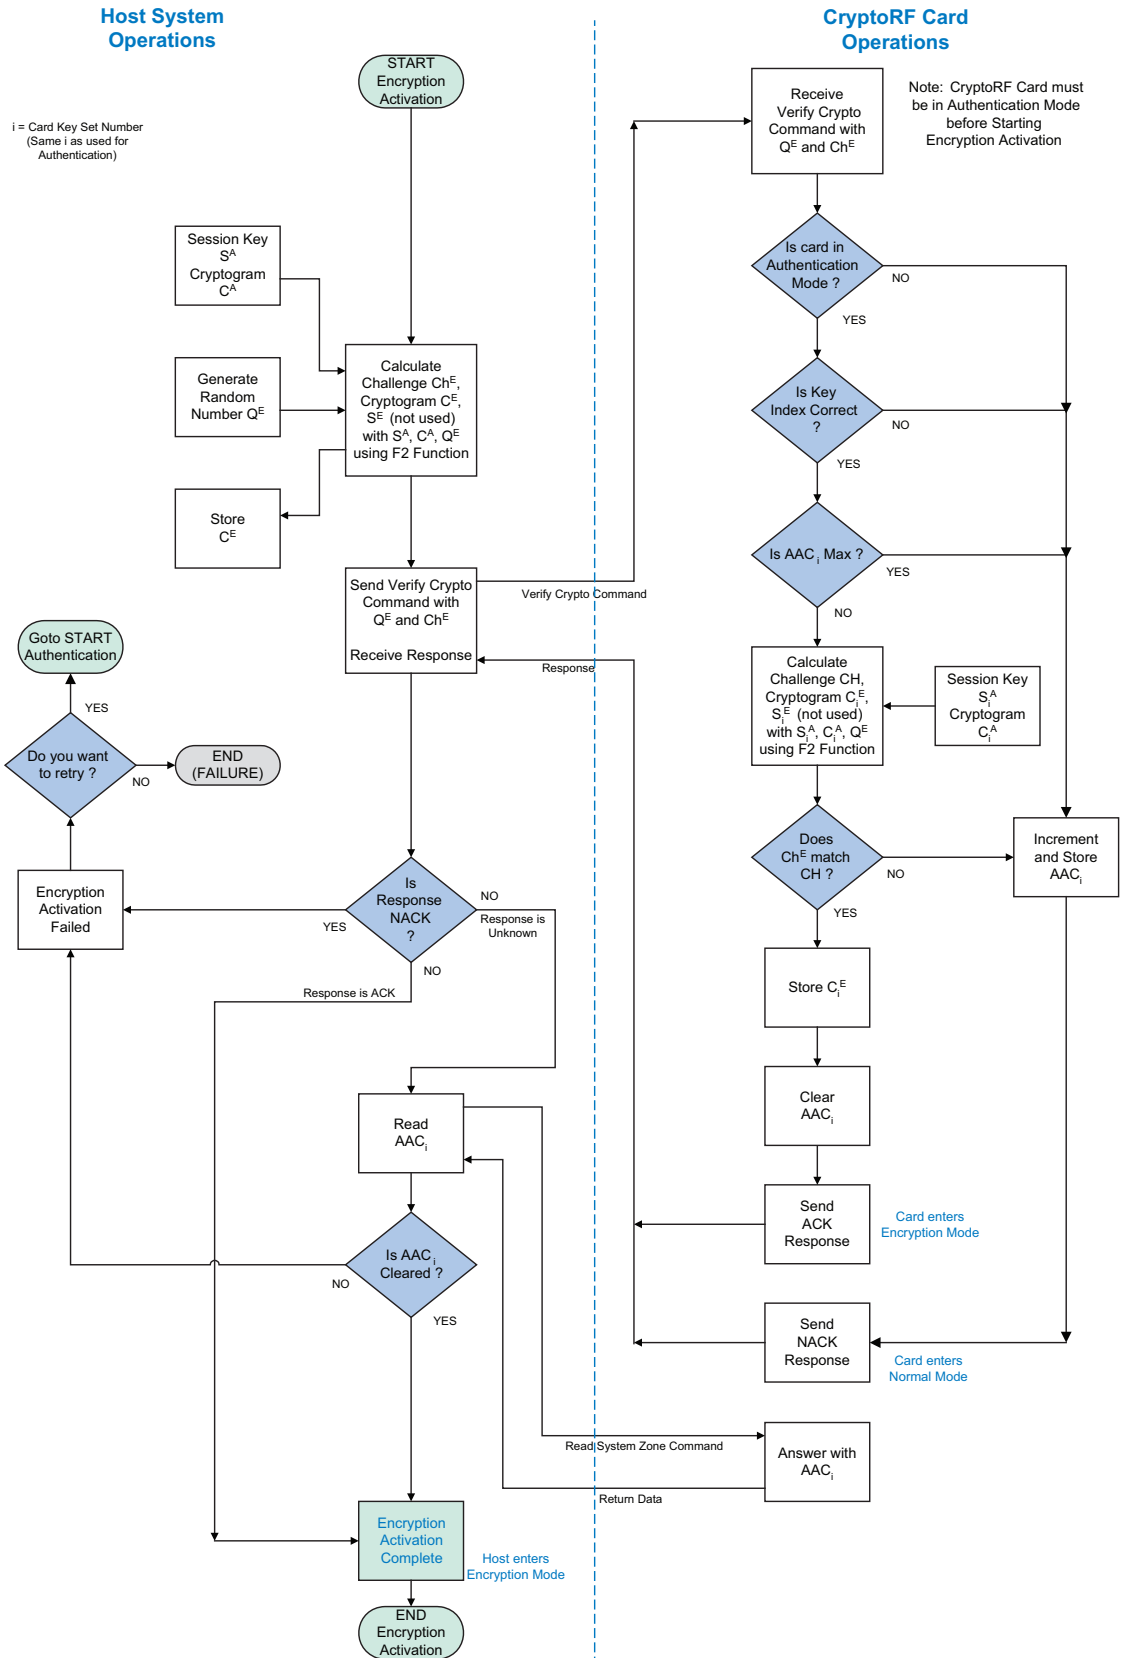 Host System
Operations
CryptoRF Card
Operations
START
Encryption
Activation
i = Card Key Set Number
(Same i as used for
Authentication)
Receive
Verify Crypto
Command with
Q^E and Ch^E
Note: CryptoRF Card must
be in Authentication Mode
before Starting
Encryption Activation
Session Key
S^A
Cryptogram
C^A
Is card in
Authentication
Mode ?
NO
YES
Generate
Random
Number Q^E
Calculate
Challenge Ch^E,
Cryptogram C^E,
S^E (not used)
with S^A, C^A, Q^E
using F2 Function
Is Key
Index Correct
?
NO
YES
Store
C^E
Is AAC_i Max ?
YES
NO
Send Verify Crypto
Command with
Q^E and Ch^E
Receive Response
Verify Crypto Command
Response
Goto START
Authentication
YES
Do you want
to retry ?
NO
END
(FAILURE)
Calculate
Challenge CH,
Cryptogram C_i^E,
S_i^E (not used)
with S_i^A, C_i^A, Q^E
using F2 Function
Session Key
S_i^A
Cryptogram
C_i^A
Does
Ch^E match
CH ?
NO
YES
Increment
and Store
AAC_i
Encryption
Activation
Failed
Is
Response
NACK
?
YES
NO
Response is
Unknown
NO
Response is ACK
Store C_i^E
Clear
AAC_i
Read
AAC_i
Send
ACK
Response
Card enters
Encryption Mode
Is AAC_i
Cleared ?
NO
YES
Send
NACK
Response
Card enters
Normal Mode
Read System Zone Command
Answer with
AAC_i
Return Data
Encryption
Activation
Complete
Host enters
Encryption Mode
END
Encryption
Activation